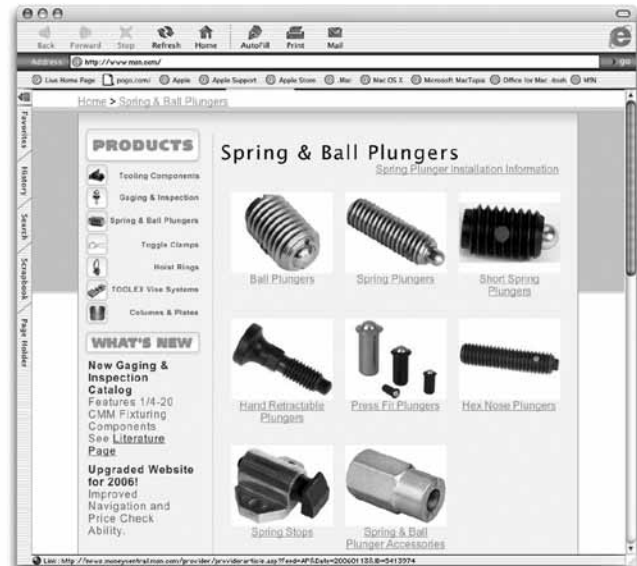 Back Forward Stop Refresh Home AutoFill Print Mail
Address http://www.msn.com/ go
Live Home Page pogo.com! Apple Apple Support Apple Store .Mac Mac OS X Microsoft MacTopia Office for Mac MSN
Favorites
History
Search
Scrapbook
Page Holder
Home > Spring & Ball Plungers
PRODUCTS
Tooling Components
Gaging & Inspection
Spring & Ball Plungers
Toggle Clamps
Hoist Rings
TOOLEX Vise Systems
Columns & Plates
WHAT'S NEW
New Gaging &
Inspection
Catalog
Features 1/4-20
CMM Fixturing
Components
See Literature
Page
Upgraded Website
for 2006!
Improved
Navigation and
Price Check
Ability.
Spring & Ball Plungers
Spring Plunger Installation Information
Ball Plungers
Spring Plungers
Short Spring
Plungers
Hand Retractable
Plungers
Press Fit Plungers
Hex Nose Plungers
Spring Stops
Spring & Ball
Plunger Accessories